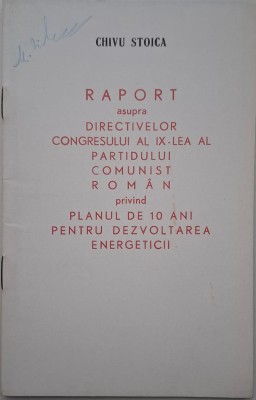 CHIVU STOICA
RAPORT
asupra
DIRECTIVELOR
CONGRESULUI AL IX-LEA AL
PARTIDULUI
COMUNIST
ROMÂN
privind
PLANUL DE 10 ANI
PENTRU DEZVOLTAREA
ENERGETICII